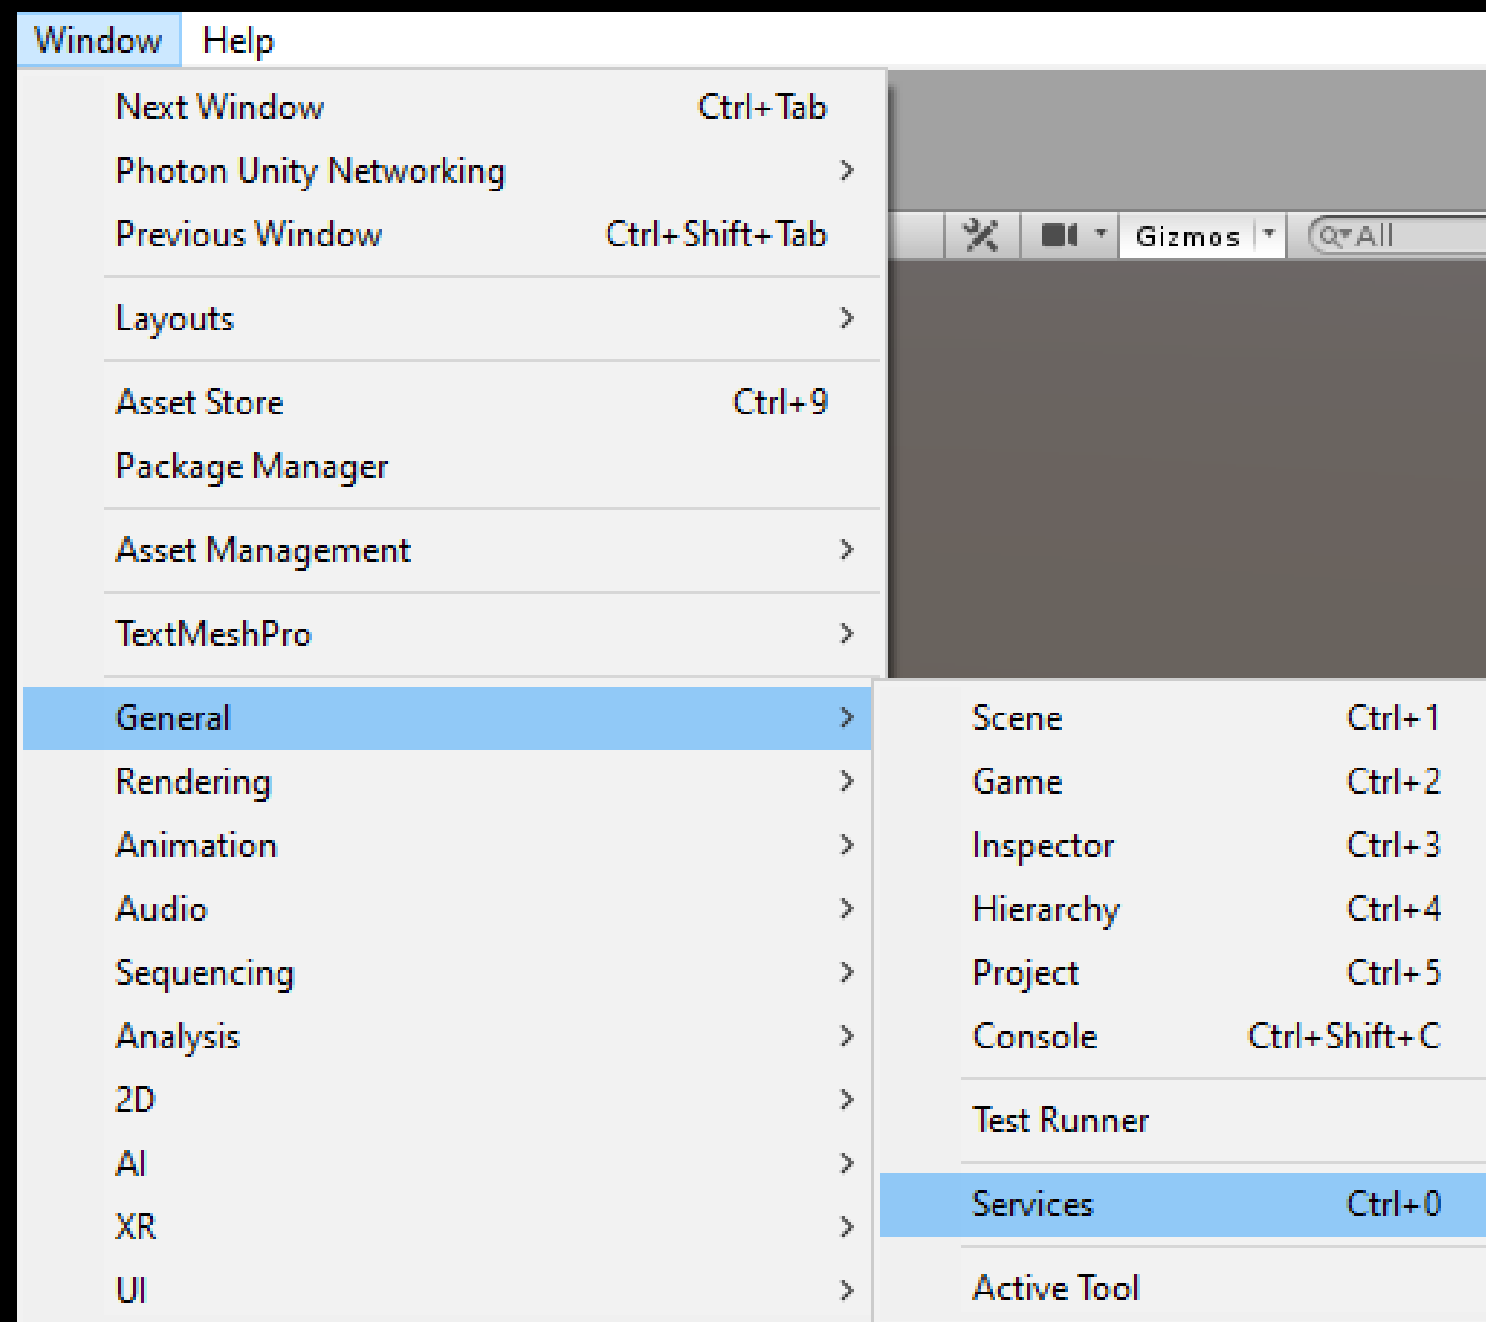 Window Help
Next Window Ctrl+Tab
Photon Unity Networking
Previous Window Ctrl+Shift+Tab
Gizmos All
Layouts
Asset Store Ctrl+9
Package Manager
Asset Management
TextMeshPro
General
Rendering
Animation
Audio
Sequencing
Analysis
2D
AI
XR
UI
Scene Ctrl+1
Game Ctrl+2
Inspector Ctrl+3
Hierarchy Ctrl+4
Project Ctrl+5
Console Ctrl+Shift+C
Test Runner
Services Ctrl+0
Active Tool